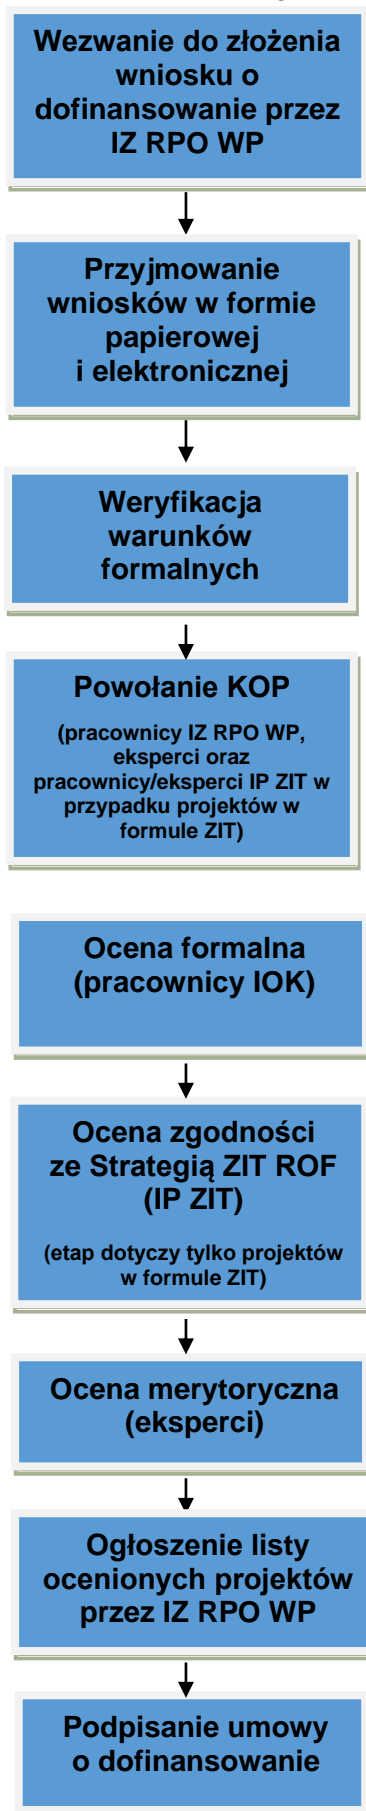 Wezwanie do złożenia
wniosku o
dofinansowanie przez
IZ RPO WP
Przyjmowanie
wniosków w formie
papierowej
i elektronicznej
Weryfikacja
warunków
formalnych
Powołanie KOP
(pracownicy IZ RPO WP,
eksperci oraz
pracownicy/eksperci IP ZIT w
przypadku projektów w
formule ZIT)
Ocena formalna
(pracownicy IOK)
Ocena zgodności
ze Strategią ZIT ROF
(IP ZIT)
(etap dotyczy tylko projektów
w formule ZIT)
Ocena merytoryczna
(eksperci)
Ogłoszenie listy
ocenionych projektów
przez IZ RPO WP
Podpisanie umowy
o dofinansowanie